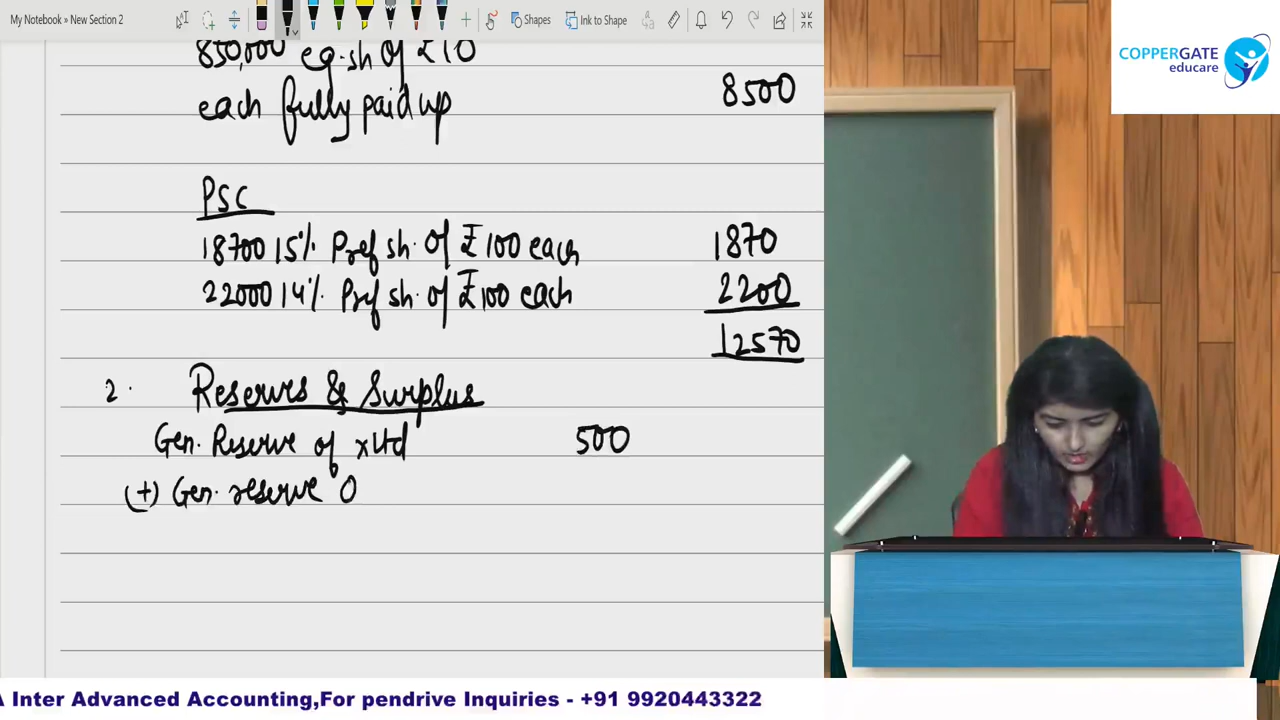 My Notebook » New Section 2
Shapes
Ink to Shape
COPPERGATE
educare
850,000 eq.sh of ₹10
each fully paid up 8500
PSC
18700 15% Pref sh. of ₹100 each 1870
22000 14% Pref sh. of ₹100 each 2200
12570
2. Reserves & Surplus
Gen. Reserve of x Ltd 500
(+) Gen. reserve O
A Inter Advanced Accounting,For pendrive Inquiries - +91 9920443322